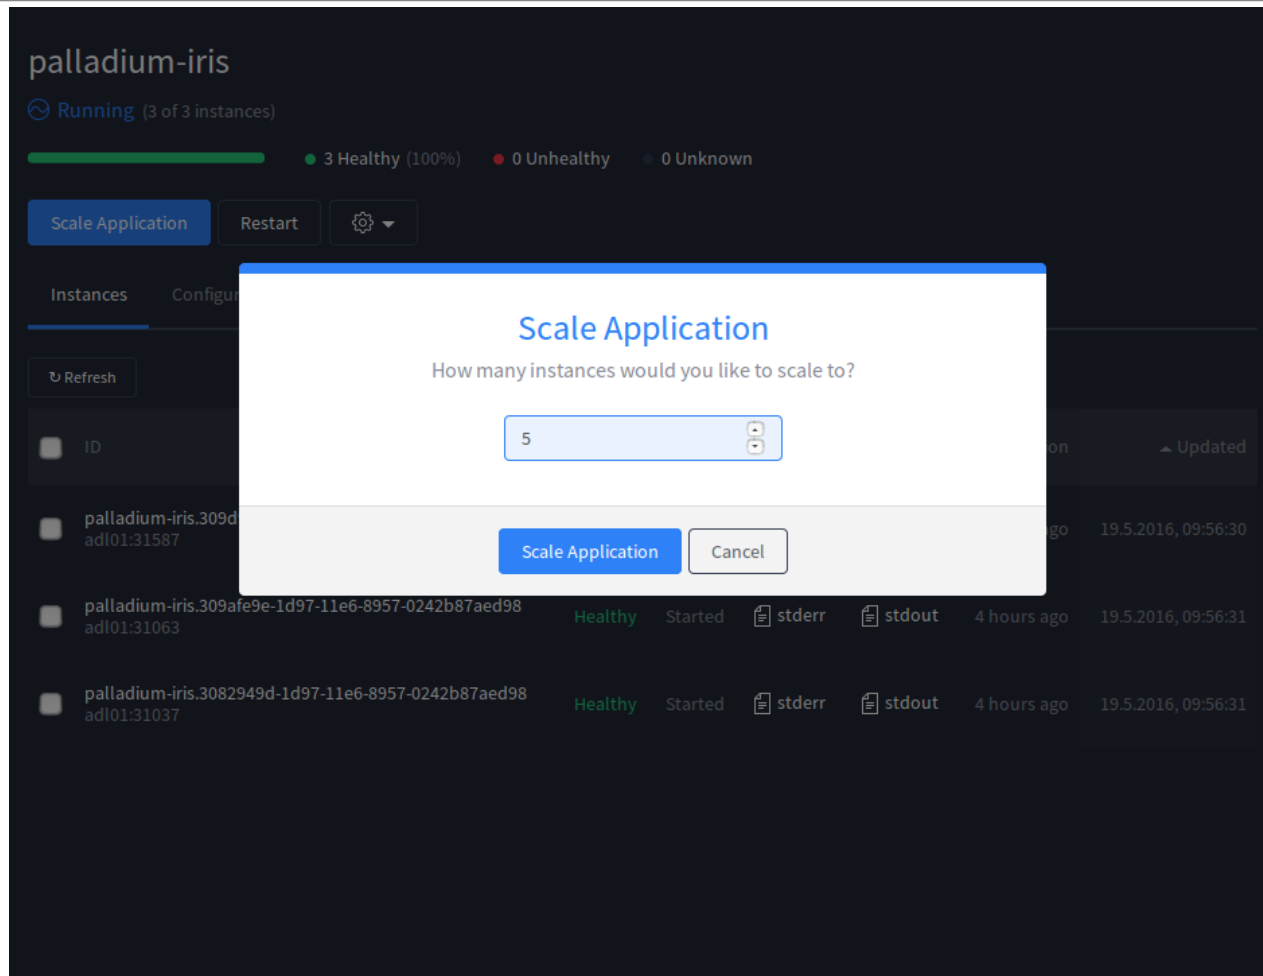 palladium-iris
Running (3 of 3 instances)
3 Healthy (100%) 0 Unhealthy 0 Unknown
Scale Application Restart
Instances Configur
Scale Application
How many instances would you like to scale to?
Refresh
5
ID on Updated
palladium-iris.309d
adl01:31587
go 19.5.2016, 09:56:30
Scale Application Cancel
palladium-iris.309afe9e-1d97-11e6-8957-0242b87aed98
adl01:31063
Healthy Started stderr stdout 4 hours ago 19.5.2016, 09:56:31
palladium-iris.3082949d-1d97-11e6-8957-0242b87aed98
adl01:31037
Healthy Started stderr stdout 4 hours ago 19.5.2016, 09:56:31